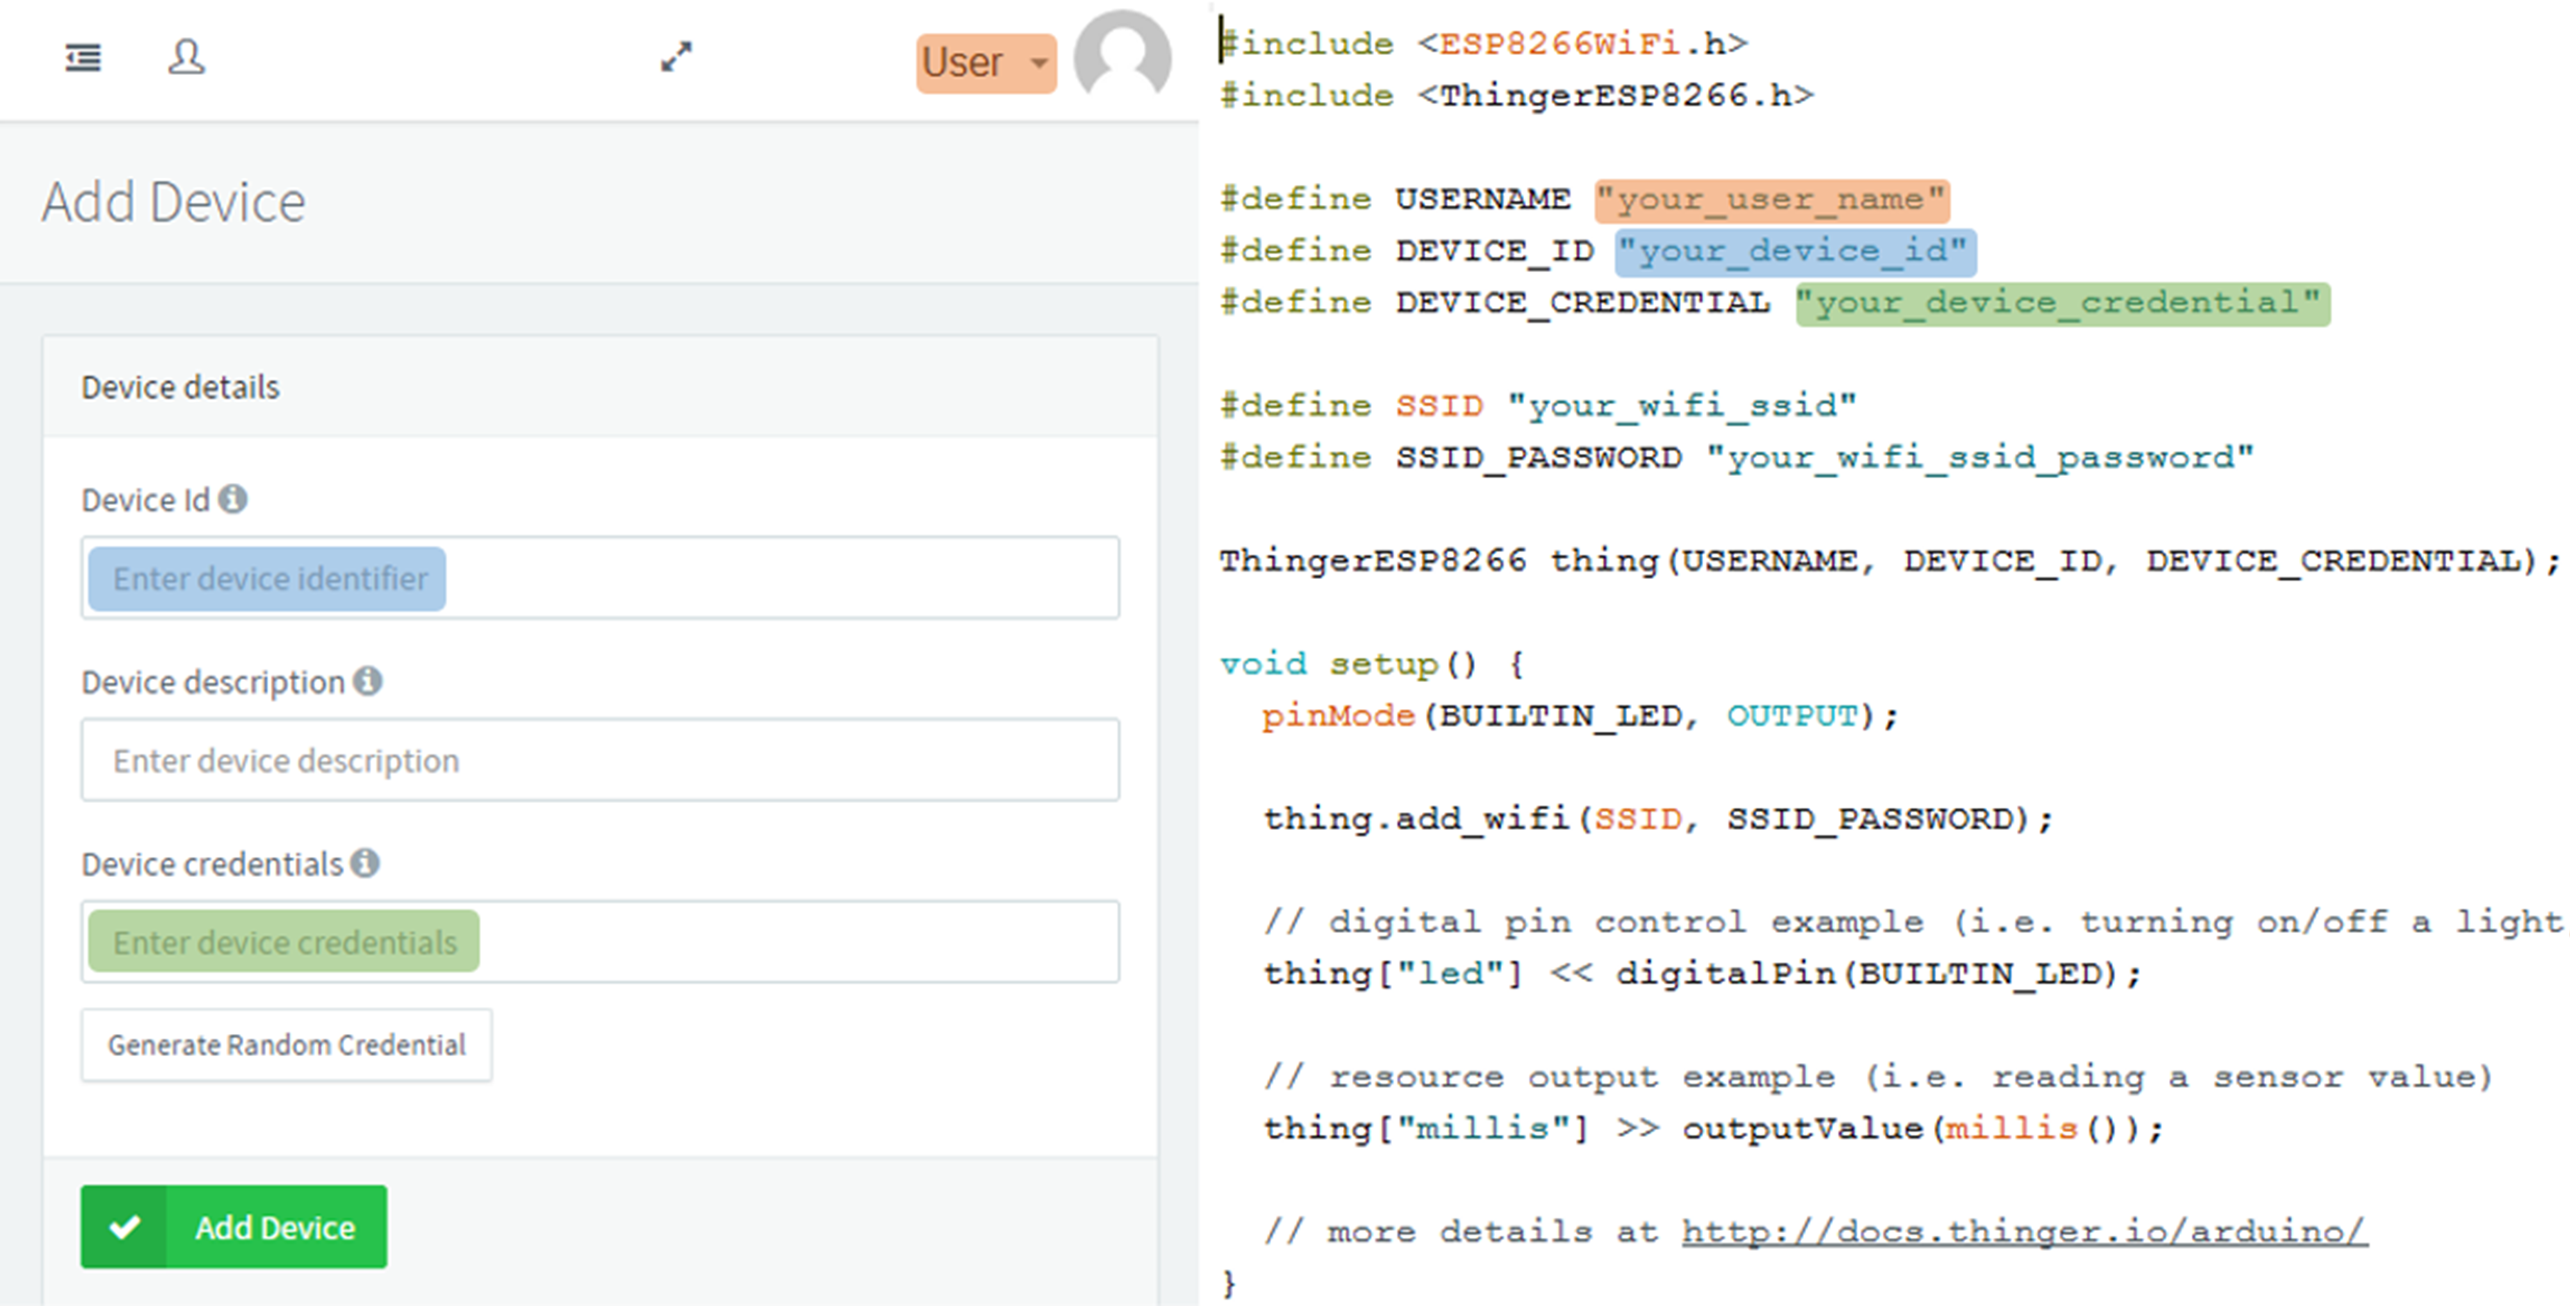 User
Add Device
Device details
Device Id
Enter device identifier
Device description
Enter device description
Device credentials
Enter device credentials
Generate Random Credential
Add Device
#include <ESP8266WiFi.h>
#include <ThingerESP8266.h>
#define USERNAME "your_user_name"
#define DEVICE_ID "your_device_id"
#define DEVICE_CREDENTIAL "your_device_credential"
#define SSID "your_wifi_ssid"
#define SSID_PASSWORD "your_wifi_ssid_password"
ThingerESP8266 thing(USERNAME, DEVICE_ID, DEVICE_CREDENTIAL);
void setup() {
  pinMode(BUILTIN_LED, OUTPUT);
  thing.add_wifi(SSID, SSID_PASSWORD);
  // digital pin control example (i.e. turning on/off a light
  thing["led"] << digitalPin(BUILTIN_LED);
  // resource output example (i.e. reading a sensor value)
  thing["millis"] >> outputValue(millis());
  // more details at http://docs.thinger.io/arduino/
}